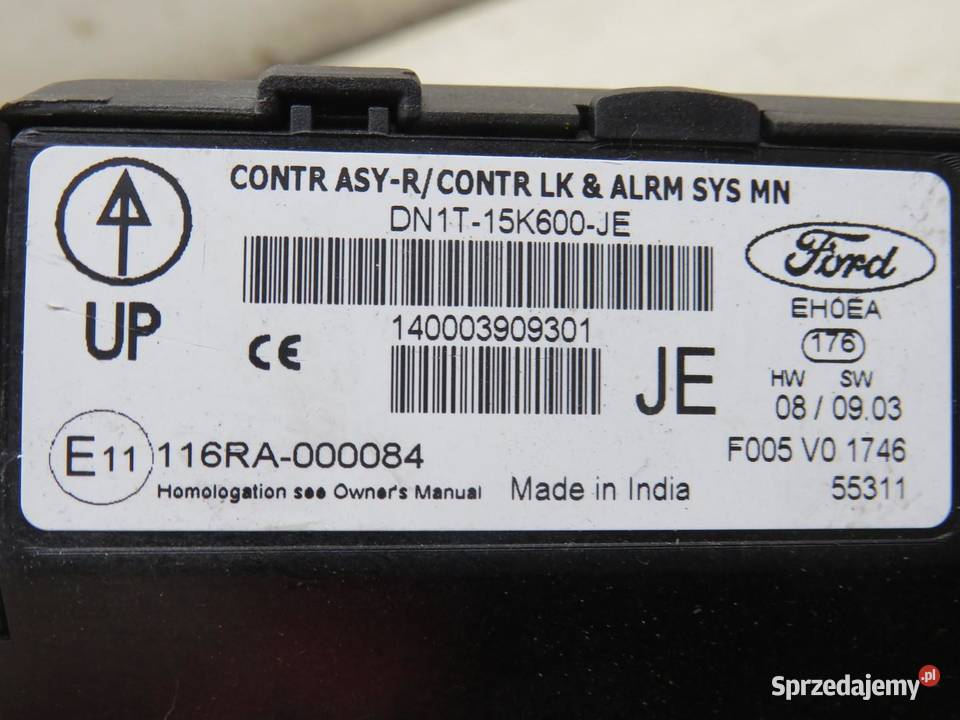 CONTR ASY-R/CONTR LK & ALRM SYS MN
DN1T-15K600-JE
Ford
UP
EH0EA
140003909301
CE
JE
176
HW SW
08 / 09.03
E11 116RA-000084
F005 V0 1746
Homologation see Owner's Manual
Made in India
55311
Sprzedajemy.pl